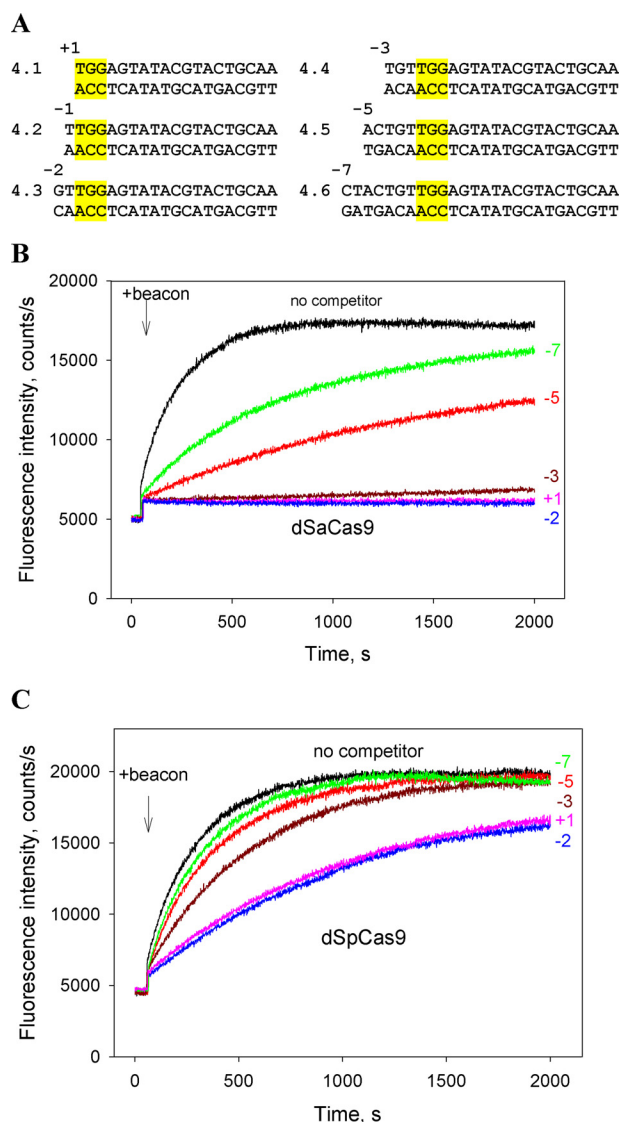 A
+1 -3
4.1 TGGAGTATACGTACTGCAA 4.4 TGTTGGAGTATACGTACTGCAA
ACCTCATATGCATGACGTT ACAACCTCATATGCATGACGTT
-1 -5
4.2 TTGGAGTATACGTACTGCAA 4.5 ACTGTTGGAGTATACGTACTGCAA
AACCTCATATGCATGACGTT TGACAACCTCATATGCATGACGTT
-2 -7
4.3 GTTGGAGTATACGTACTGCAA 4.6 CTACTGTTGGAGTATACGTACTGCAA
CAACCTCATATGCATGACGTT GATGACAACCTCATATGCATGACGTT
B
Fluorescence intensity, counts/s
20000
15000
10000
5000
0
+beacon
no competitor
-7
-5
-3
+1
-2
dSaCas9
0 500 1000 1500 2000
Time, s
C
Fluorescence intensity, counts/s
20000
15000
10000
5000
0
+beacon
no competitor
-7
-5
-3
+1
-2
dSpCas9
0 500 1000 1500 2000
Time, s